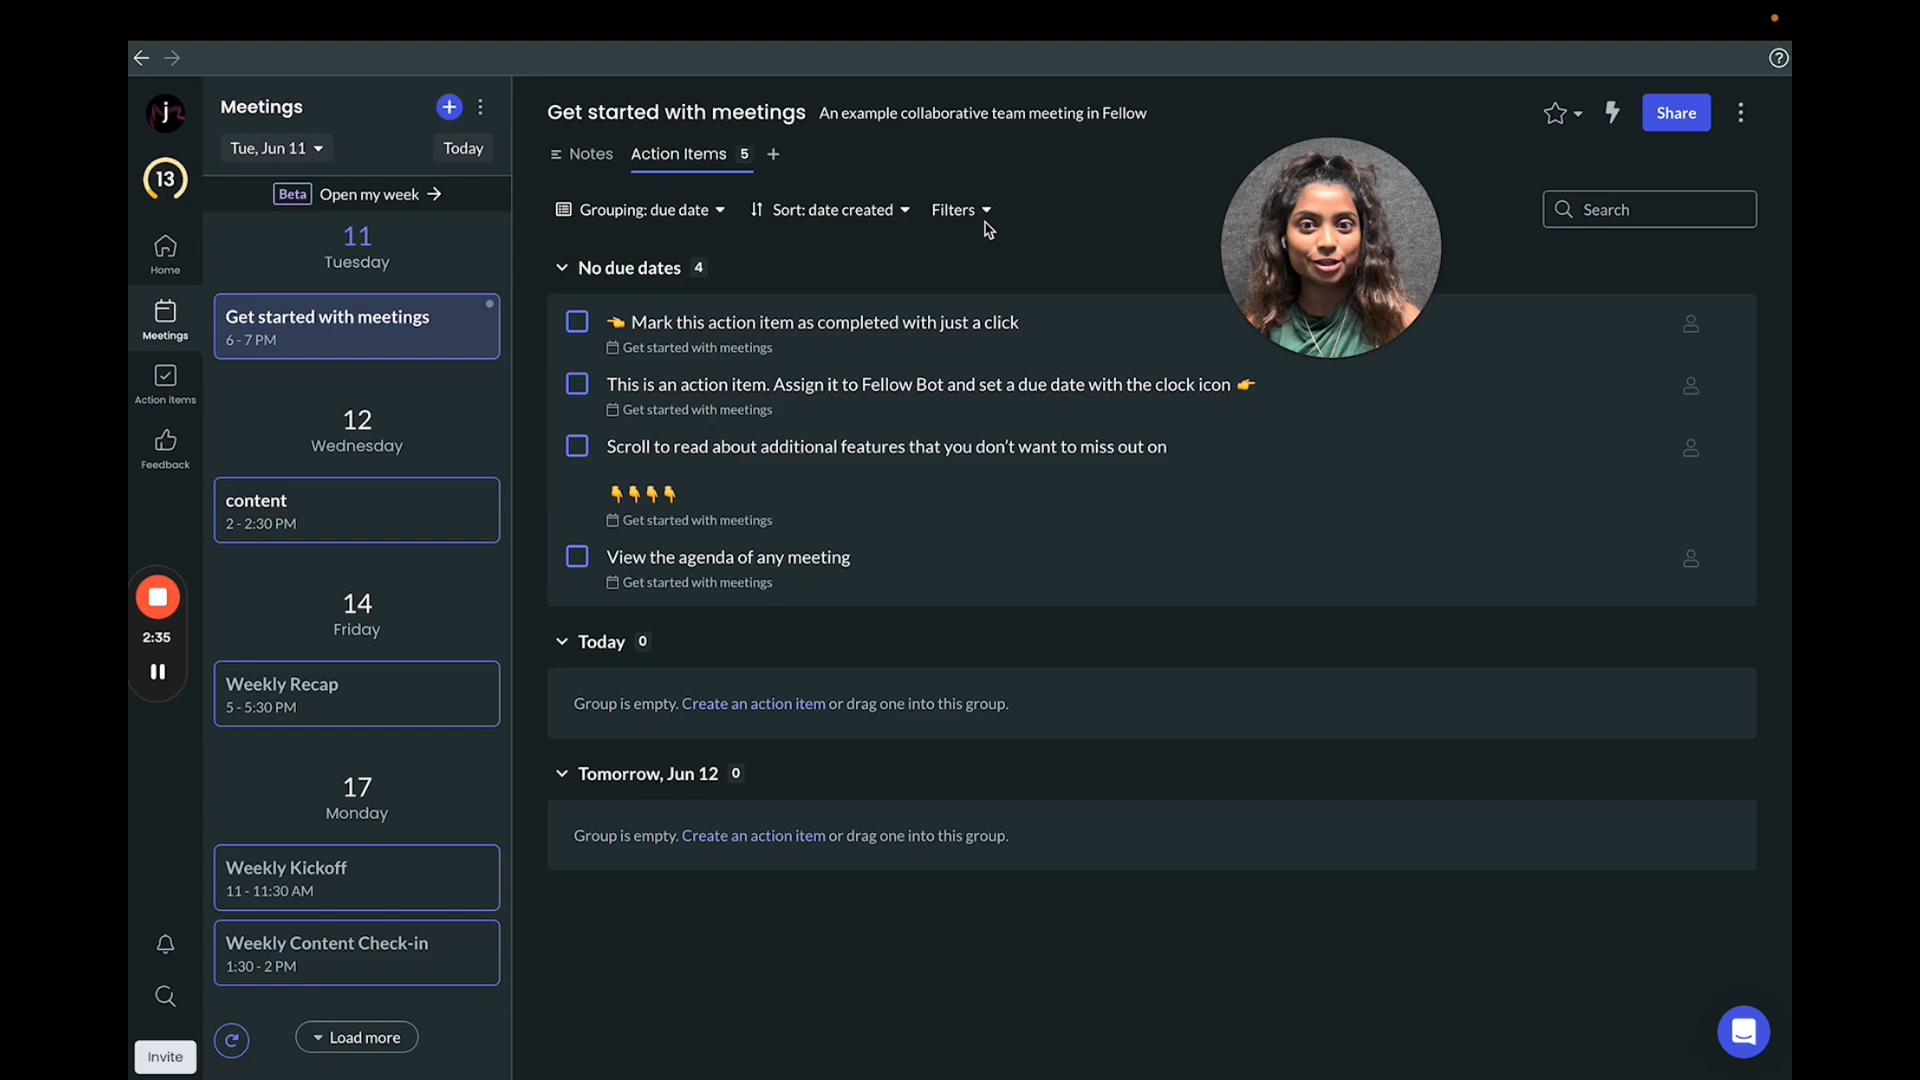 Meetings
Tue, Jun 11
Today
Beta Open my week →
j
13
Home
Meetings
Action items
Feedback
2:35
Invite
11
Tuesday
Get started with meetings
6 - 7 PM
12
Wednesday
content
2 - 2:30 PM
14
Friday
Weekly Recap
5 - 5:30 PM
17
Monday
Weekly Kickoff
11 - 11:30 AM
Weekly Content Check-in
1:30 - 2 PM
Load more
Get started with meetings An example collaborative team meeting in Fellow
Share
Notes Action Items 5 +
Grouping: due date Sort: date created Filters
Search
No due dates 4
👈 Mark this action item as completed with just a click
Get started with meetings
This is an action item. Assign it to Fellow Bot and set a due date with the clock icon 👉
Get started with meetings
Scroll to read about additional features that you don’t want to miss out on
👇👇👇👇
Get started with meetings
View the agenda of any meeting
Get started with meetings
Today 0
Group is empty. Create an action item or drag one into this group.
Tomorrow, Jun 12 0
Group is empty. Create an action item or drag one into this group.